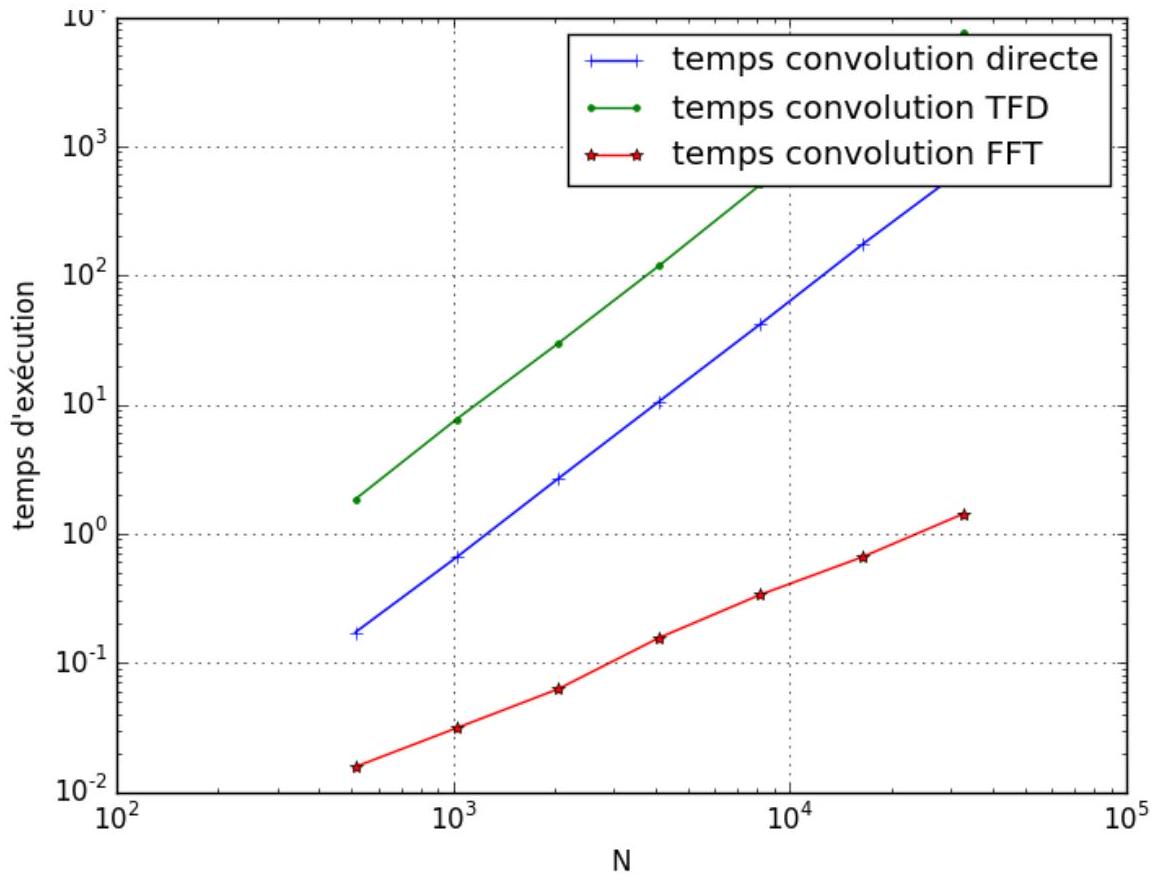 temps convolution directe
temps convolution TFD
temps convolution FFT
10³
10²
10¹
10⁰
10⁻¹
10⁻²
temps d'exécution
10²
10³
10⁴
10⁵
N